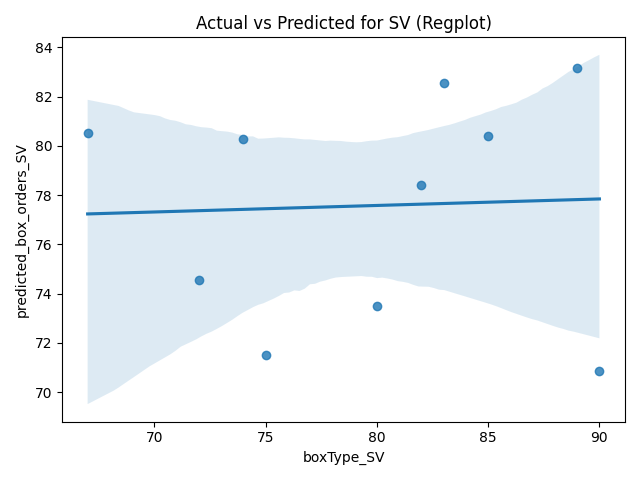 Actual vs Predicted for SV (Regplot)
84
82
80
78
76
74
72
70
predicted_box_orders_SV
70 75 80 85 90
boxType_SV